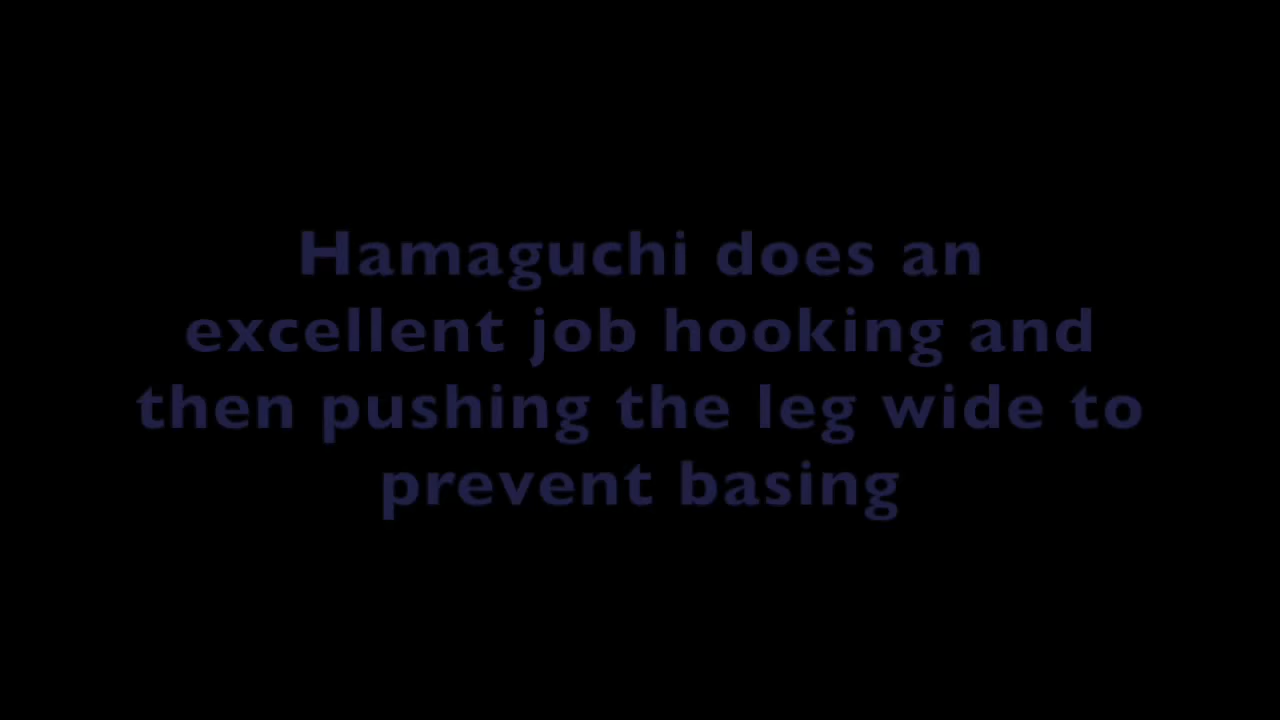 Hamaguchi does an
excellent job hooking and
then pushing the leg wide to
prevent basing